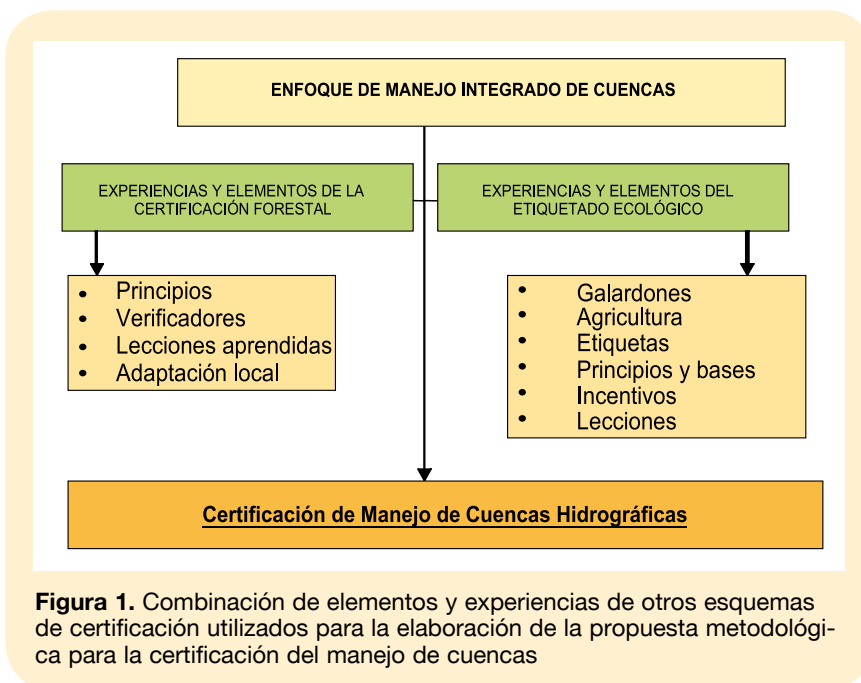 ENFOQUE DE MANEJO INTEGRADO DE CUENCAS
EXPERIENCIAS Y ELEMENTOS DE LA
CERTIFICACIÓN FORESTAL
EXPERIENCIAS Y ELEMENTOS DEL
ETIQUETADO ECOLÓGICO
• Principios
• Verificadores
• Lecciones aprendidas
• Adaptación local
• Galardones
• Agricultura
• Etiquetas
• Principios y bases
• Incentivos
• Lecciones
Certificación de Manejo de Cuencas Hidrográficas
Figura 1. Combinación de elementos y experiencias de otros esquemas
de certificación utilizados para la elaboración de la propuesta metodológi-
ca para la certificación del manejo de cuencas